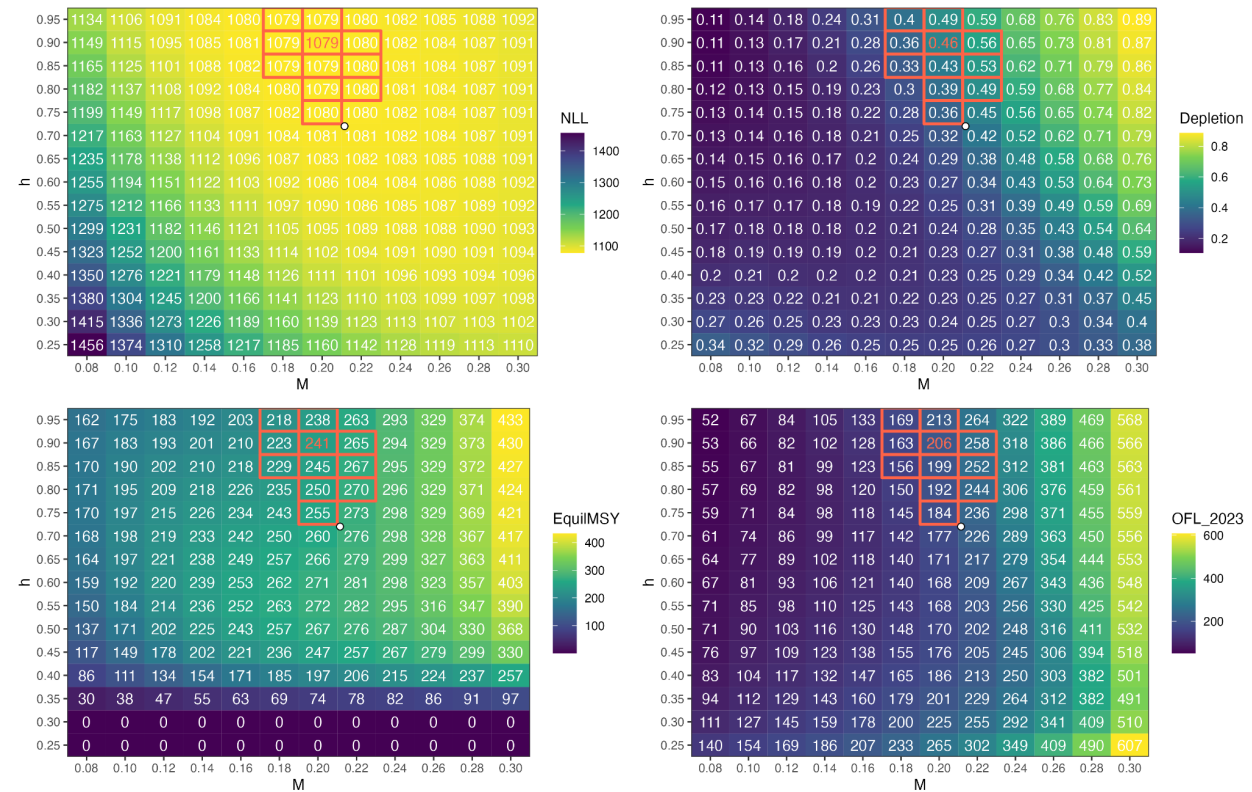 0.95 1134 1106 1091 1084 1080 1079 1079 1080 1082 1085 1088 1092
0.90 1149 1115 1095 1085 1081 1079 1079 1080 1082 1084 1087 1091
0.85 1165 1125 1101 1088 1082 1079 1079 1080 1081 1084 1087 1091
0.80 1182 1137 1108 1092 1084 1080 1079 1080 1081 1084 1087 1091
0.75 1199 1149 1117 1098 1087 1080 1084 1087 1091
0.70 1217 1163 1127 1104 1091 1084 1081 1081 1082 1084 1087 1091
0.65 1235 1178 1138 1112 1096 1087 1083 1082 1083 1085 1087 1091
0.60 1255 1194 1151 1122 1103 1092 1086 1084 1084 1086 1088 1092
0.55 1275 1212 1166 1133 1111 1097 1090 1086 1085 1086 1089 1092
0.50 1299 1231 1182 1146 1121 1105 1095 1089 1088 1088 1090 1093
0.45 1323 1252 1200 1161 1133 1114 1102 1094 1091 1090 1091 1094
0.40 1350 1276 1221 1179 1148 1126 1111 1101 1096 1093 1094 1096
0.35 1380 1304 1245 1200 1166 1141 1123 1110 1103 1099 1097 1098
0.30 1415 1336 1273 1226 1189 1160 1139 1123 1113 1107 1103 1102
0.25 1456 1374 1310 1258 1217 1185 1160 1142 1128 1119 1113 1110
0.08 0.10 0.12 0.14 0.16 0.18 0.20 0.22 0.24 0.26 0.28 0.30
M
h
NLL
1400
1300
1200
1100
0.95 0.11 0.14 0.18 0.24 0.31 0.4 0.49 0.59 0.68 0.76 0.83 0.89
0.90 0.11 0.13 0.17 0.21 0.28 0.36 0.46 0.56 0.65 0.73 0.81 0.87
0.85 0.11 0.13 0.16 0.2 0.26 0.33 0.43 0.53 0.62 0.71 0.79 0.86
0.80 0.12 0.13 0.15 0.19 0.23 0.3 0.39 0.49 0.59 0.68 0.77 0.84
0.75 0.13 0.14 0.15 0.18 0.22 0.28 0.45 0.56 0.65 0.74 0.82
0.70 0.13 0.14 0.16 0.18 0.21 0.25 0.32 0.42 0.52 0.62 0.71 0.79
0.65 0.14 0.15 0.16 0.17 0.2 0.24 0.29 0.38 0.48 0.58 0.68 0.76
0.60 0.15 0.16 0.16 0.18 0.2 0.23 0.27 0.34 0.43 0.53 0.64 0.73
0.55 0.16 0.17 0.17 0.18 0.19 0.22 0.25 0.31 0.39 0.49 0.59 0.69
0.50 0.17 0.18 0.18 0.18 0.2 0.21 0.24 0.28 0.35 0.43 0.54 0.64
0.45 0.18 0.19 0.19 0.19 0.2 0.21 0.23 0.27 0.31 0.38 0.48 0.59
0.40 0.2 0.21 0.2 0.2 0.2 0.21 0.23 0.25 0.29 0.34 0.42 0.52
0.35 0.23 0.23 0.22 0.21 0.21 0.22 0.23 0.25 0.27 0.31 0.37 0.45
0.30 0.27 0.26 0.25 0.23 0.23 0.23 0.24 0.25 0.27 0.3 0.34 0.4
0.25 0.34 0.32 0.29 0.26 0.25 0.25 0.25 0.26 0.27 0.3 0.33 0.38
0.08 0.10 0.12 0.14 0.16 0.18 0.20 0.22 0.24 0.26 0.28 0.30
M
h
Depletion
0.8
0.6
0.4
0.2
0.95 162 175 183 192 203 218 238 263 293 329 374 433
0.90 167 183 193 201 210 223 241 265 294 329 373 430
0.85 170 190 202 210 218 229 245 267 295 329 372 427
0.80 171 195 209 218 226 235 250 270 296 329 371 424
0.75 170 197 215 226 234 243 255 273 298 329 369 421
0.70 168 198 219 233 242 250 260 276 298 328 367 417
0.65 164 197 221 238 249 257 266 279 299 327 363 411
0.60 159 192 220 239 253 262 271 281 298 323 357 403
0.55 150 184 214 236 252 263 272 282 295 316 347 390
0.50 137 171 202 225 243 257 267 276 287 304 330 368
0.45 117 149 178 202 221 236 247 257 267 279 299 330
0.40 86 111 134 154 171 185 197 206 215 224 237 257
0.35 30 38 47 55 63 69 74 78 82 86 91 97
0.30 0 0 0 0 0 0 0 0 0 0 0 0
0.25 0 0 0 0 0 0 0 0 0 0 0 0
0.08 0.10 0.12 0.14 0.16 0.18 0.20 0.22 0.24 0.26 0.28 0.30
M
h
EquilMSY
400
300
200
100
0.95 52 67 84 105 133 169 213 264 322 389 469 568
0.90 53 66 82 102 128 163 206 258 318 386 466 566
0.85 55 67 81 99 123 156 199 252 312 381 463 563
0.80 57 69 82 98 120 150 192 244 306 376 459 561
0.75 59 71 84 98 118 145 184 236 298 371 455 559
0.70 61 74 86 99 117 142 177 226 289 363 450 556
0.65 64 77 89 102 118 140 171 217 279 354 444 553
0.60 67 81 93 106 121 140 168 209 267 343 436 548
0.55 71 85 98 110 125 143 168 203 256 330 425 542
0.50 71 90 103 116 130 148 170 202 248 316 411 532
0.45 76 97 109 123 138 155 176 205 245 306 394 518
0.40 83 104 117 132 147 165 186 213 250 303 382 501
0.35 94 112 129 143 160 179 201 229 264 312 382 491
0.30 111 127 145 159 178 200 225 255 292 341 409 510
0.25 140 154 169 186 207 233 265 302 349 409 490 607
0.08 0.10 0.12 0.14 0.16 0.18 0.20 0.22 0.24 0.26 0.28 0.30
M
h
OFL_2023
600
400
200